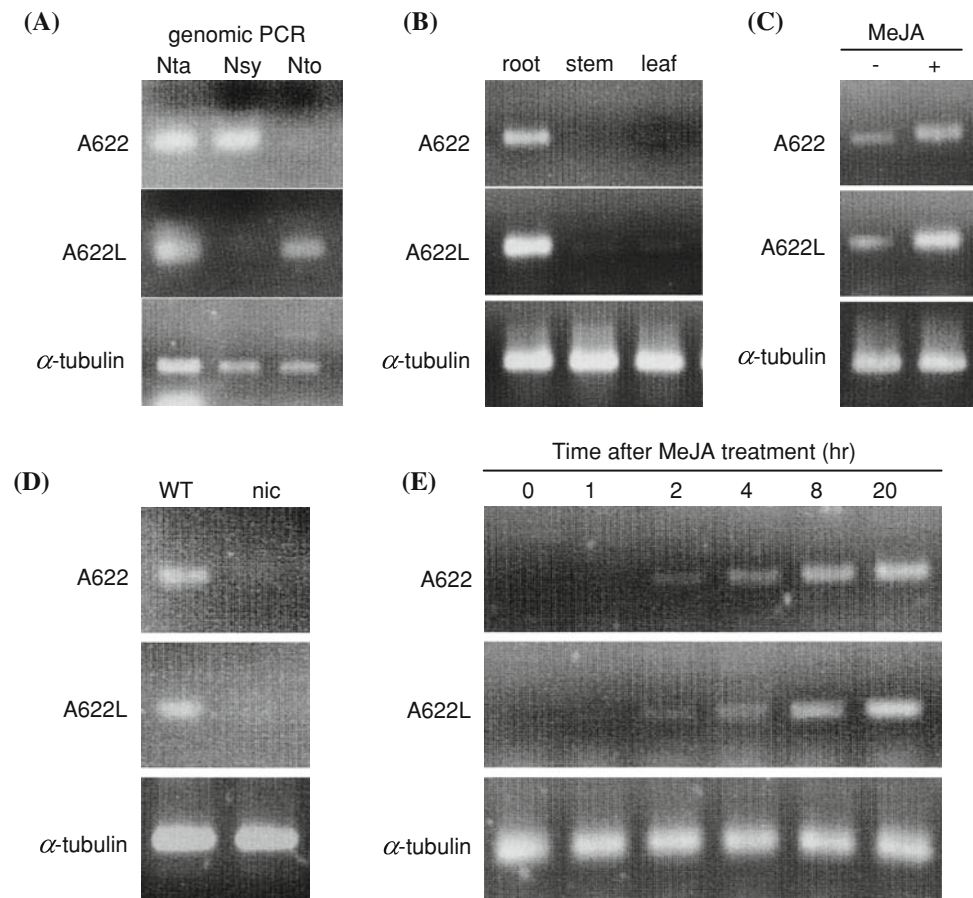 (A)
genomic PCR
Nta Nsy Nto
A622
A622L
α-tubulin
(B)
root stem leaf
A622
A622L
α-tubulin
(C)
MeJA
- +
A622
A622L
α-tubulin
(D)
WT nic
A622
A622L
α-tubulin
(E)
Time after MeJA treatment (hr)
0 1 2 4 8 20
A622
A622L
α-tubulin